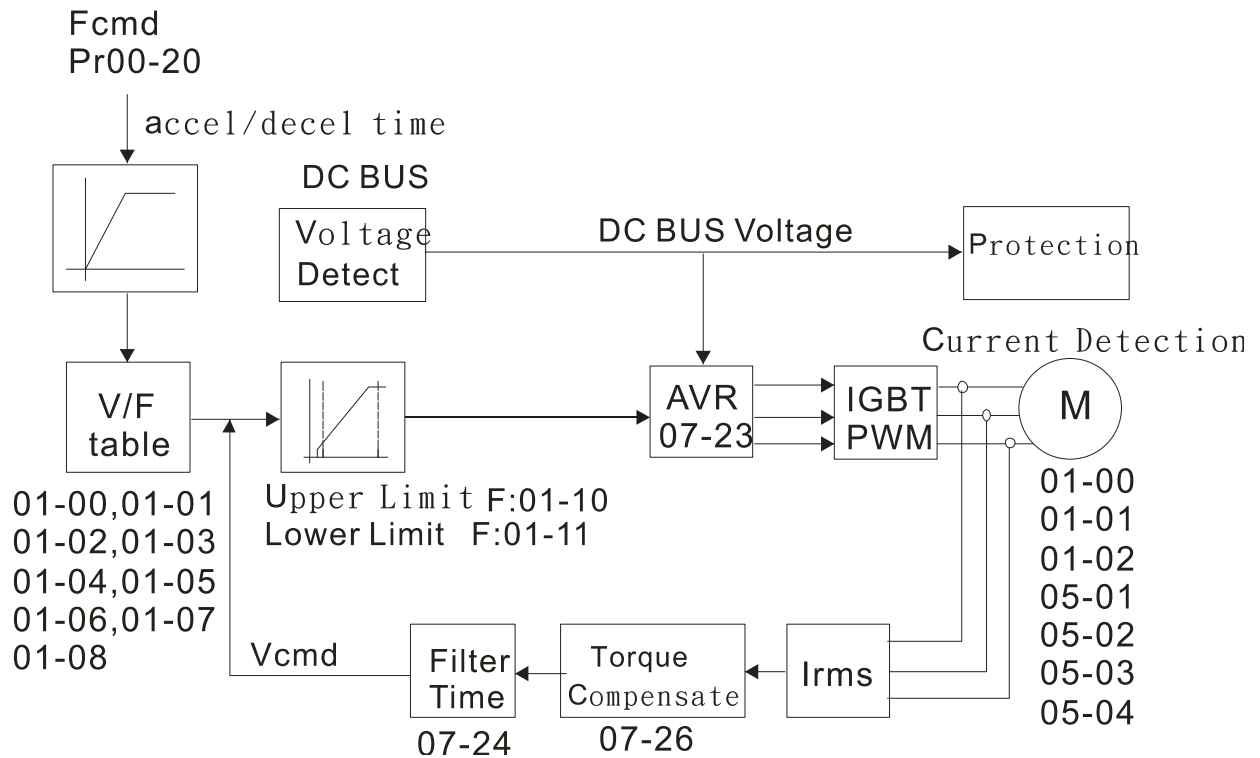 Fcmd
Pr00-20
accel/decel time
DC BUS
Voltage
Detect
DC BUS Voltage
Protection
Current Detection
V/F
table
AVR
07-23
IGBT
PWM
M
01-00,01-01
01-02,01-03
01-04,01-05
01-06,01-07
01-08
Upper Limit F:01-10
Lower Limit F:01-11
01-00
01-01
01-02
05-01
05-02
05-03
05-04
Vcmd
Filter
Time
07-24
Torque
Compensate
07-26
Irms